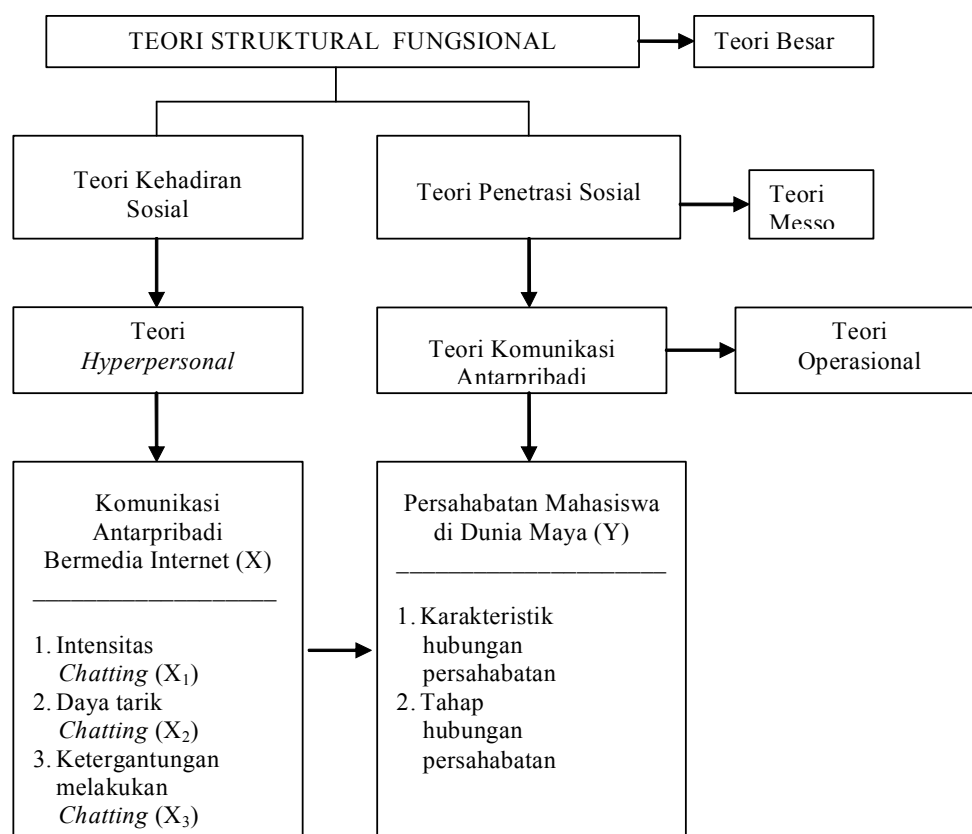 TEORI STRUKTURAL FUNGSIONAL
Teori Besar
Teori Kehadiran
Sosial
Teori Penetrasi Sosial
Teori
Messo
Teori
Hyperpersonal
Teori Komunikasi
Antarpribadi
Teori
Operasional
Komunikasi
Antarpribadi
Bermedia Internet (X)
1. Intensitas
Chatting (X₁)
2. Daya tarik
Chatting (X₂)
3. Ketergantungan
melakukan
Chatting (X₃)
Persahabatan Mahasiswa
di Dunia Maya (Y)
1. Karakteristik
hubungan
persahabatan
2. Tahap
hubungan
persahabatan